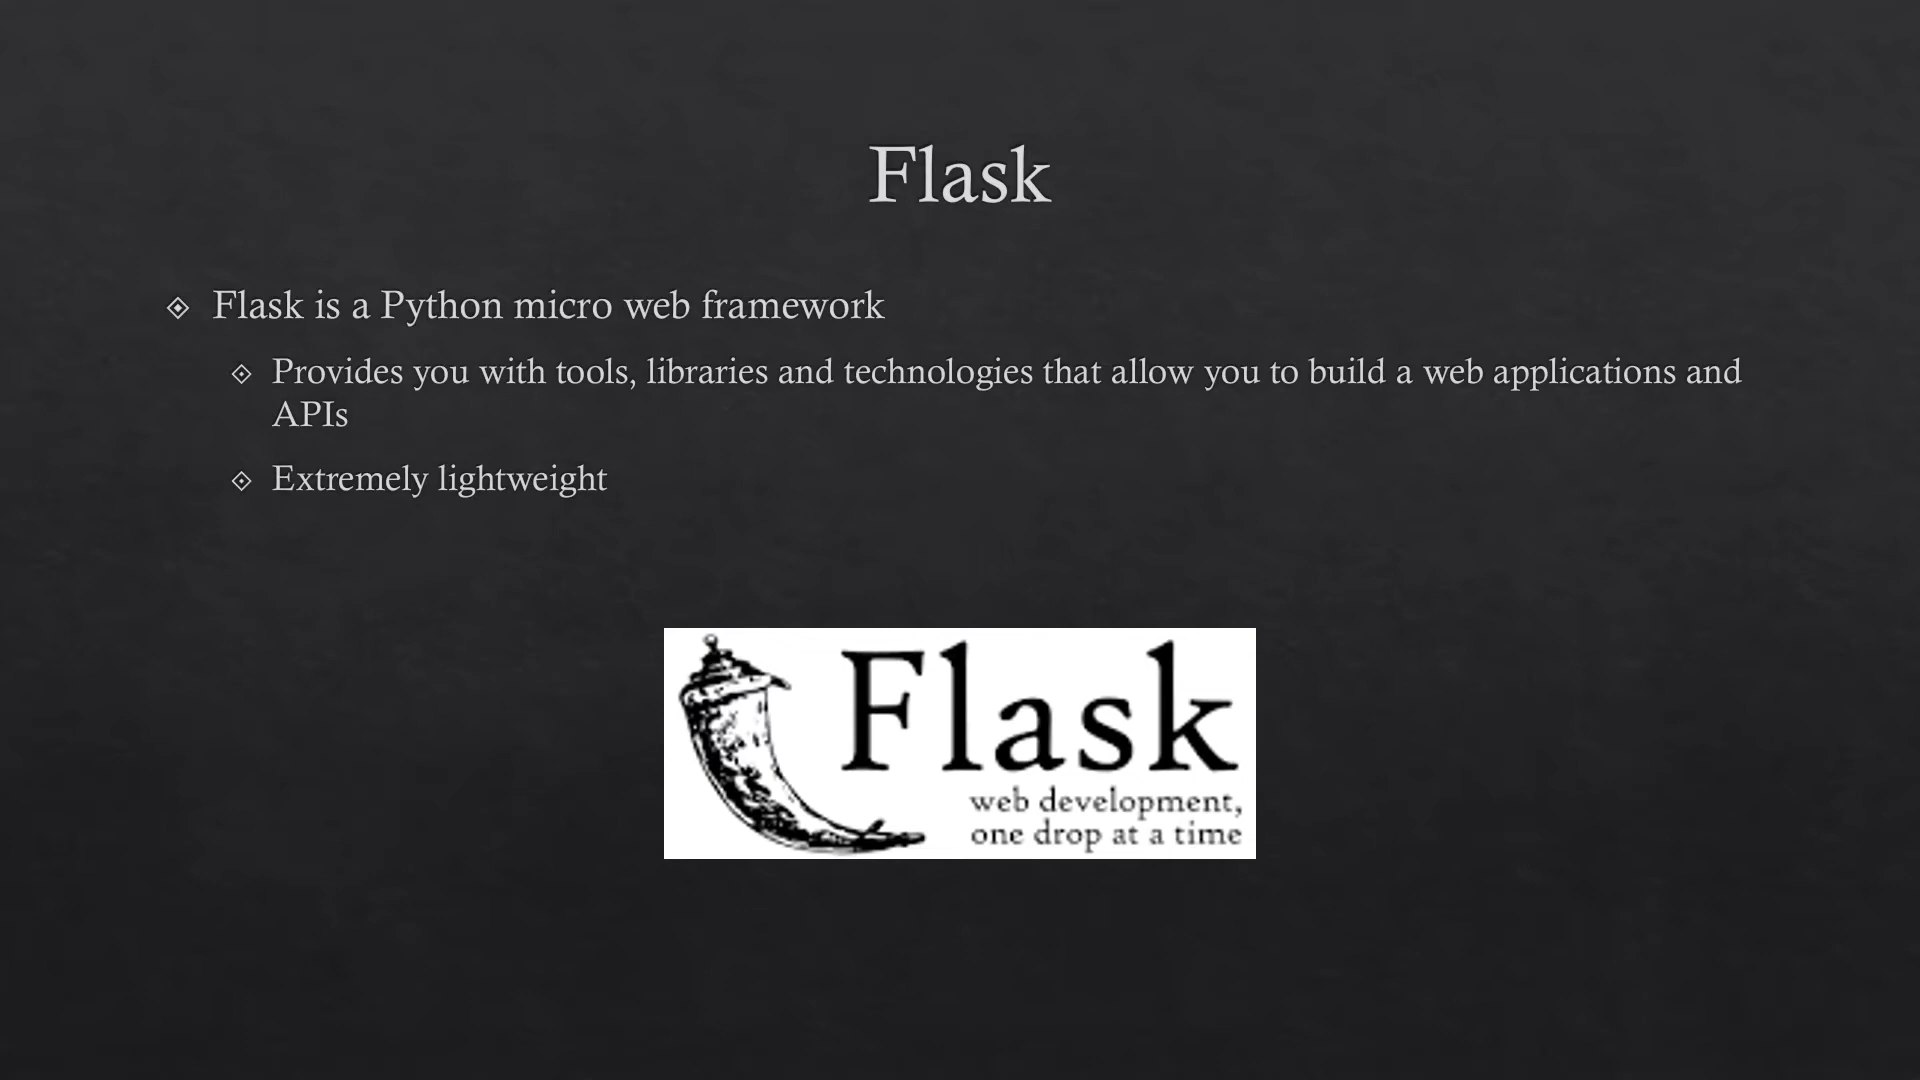 Flask
Flask is a Python micro web framework
Provides you with tools, libraries and technologies that allow you to build a web applications and
APIs
Extremely lightweight
Flask
web development,
one drop at a time